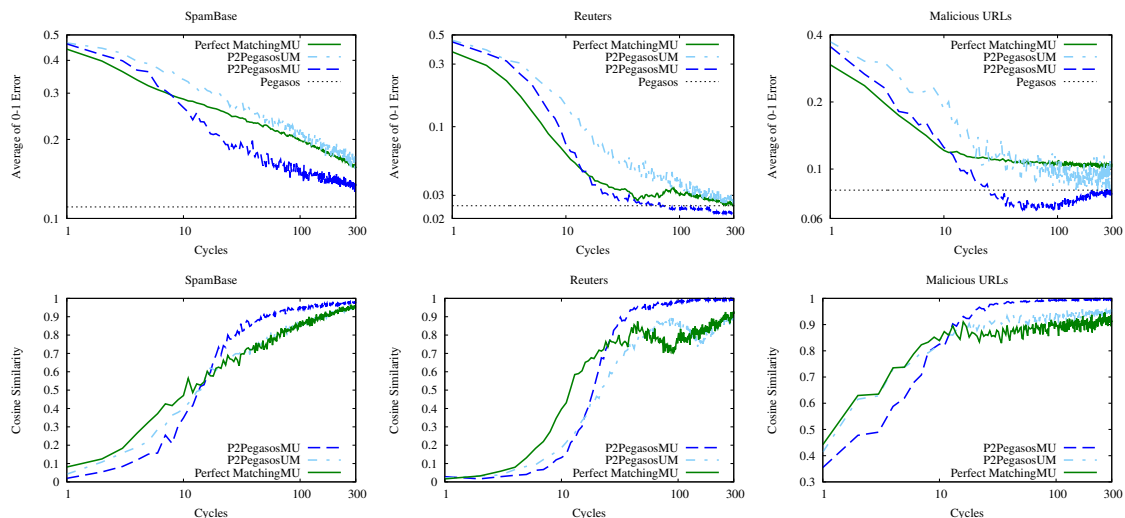 SpamBase
0.5
0.4
0.3
0.2
0.1
Average of 0-1 Error
Perfect MatchingMU
P2PegasosUM
P2PegasosMU
Pegasos
1
10
100
300
Cycles
Reuters
0.5
0.3
0.1
0.03
0.02
Average of 0-1 Error
Perfect MatchingMU
P2PegasosUM
P2PegasosMU
Pegasos
1
10
100
300
Cycles
Malicious URLs
0.4
0.2
0.1
0.06
Average of 0-1 Error
Perfect MatchingMU
P2PegasosUM
P2PegasosMU
Pegasos
1
10
100
300
Cycles
SpamBase
1
0.9
0.8
0.7
0.6
0.5
0.4
0.3
0.2
0.1
0
Cosine Similarity
P2PegasosMU
P2PegasosUM
Perfect MatchingMU
1
10
100
300
Cycles
Reuters
1
0.9
0.8
0.7
0.6
0.5
0.4
0.3
0.2
0.1
0
Cosine Similarity
P2PegasosMU
P2PegasosUM
Perfect MatchingMU
1
10
100
300
Cycles
Malicious URLs
1
0.9
0.8
0.7
0.6
0.5
0.4
0.3
Cosine Similarity
P2PegasosMU
P2PegasosUM
Perfect MatchingMU
1
10
100
300
Cycles